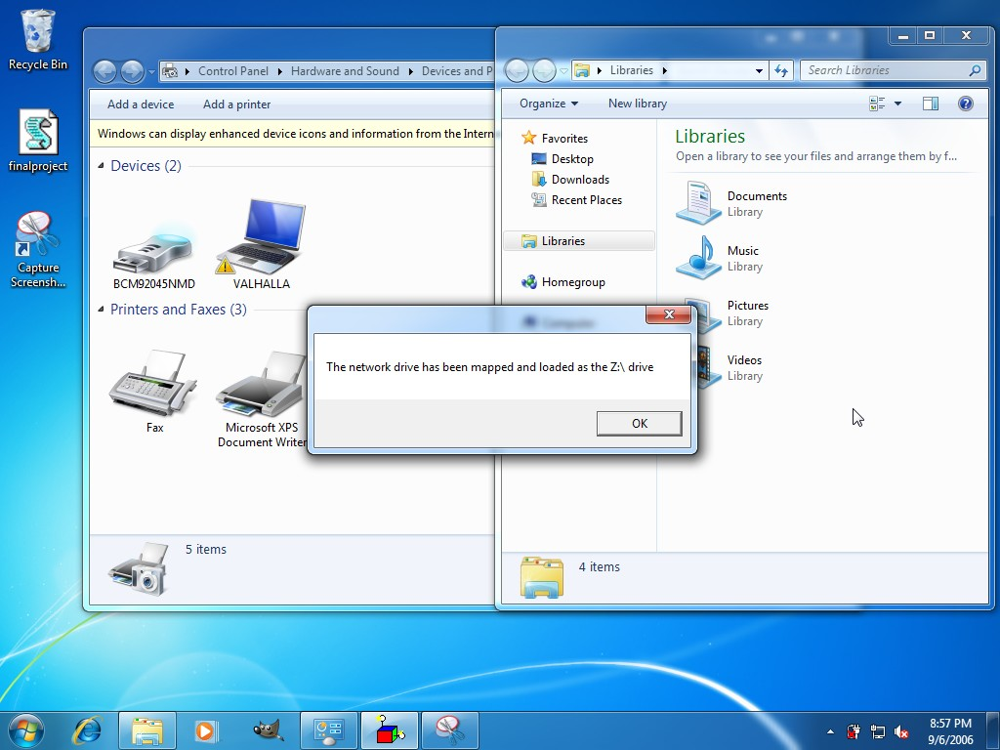 Recycle Bin
finalproject
Capture
Screensh...
Control Panel
Hardware and Sound
Devices and P
Add a device
Add a printer
Windows can display enhanced device icons and information from the Intern
Devices (2)
BCM92045NMD
VALHALLA
Printers and Faxes (3)
Fax
Microsoft XPS
Document Writer
5 items
Libraries
Search Libraries
Organize
New library
Favorites
Desktop
Downloads
Recent Places
Libraries
Homegroup
Computer
Libraries
Open a library to see your files and arrange them by f...
Documents
Library
Music
Library
Pictures
Library
Videos
Library
4 items
The network drive has been mapped and loaded as the Z:\ drive
OK
8:57 PM
9/6/2006